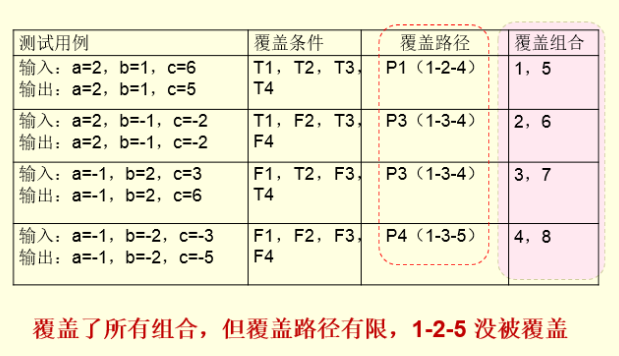 测试用例 覆盖条件 覆盖路径 覆盖组合
输入：a=2，b=1，c=6 T1，T2，T3， P1（1-2-4） 1，5
输出：a=2，b=1，c=5 T4
输入：a=2，b=-1，c=-2 T1，F2，T3， P3（1-3-4） 2，6
输出：a=2，b=-1，c=-2 F4
输入：a=-1，b=2，c=3 F1，T2，F3， P3（1-3-4） 3，7
输出：a=-1，b=2，c=6 T4
输入：a=-1，b=-2，c=-3 F1，F2，F3， P4（1-3-5） 4，8
输出：a=-1，b=-2，c=-5 F4
覆盖了所有组合，但覆盖路径有限，1-2-5 没被覆盖